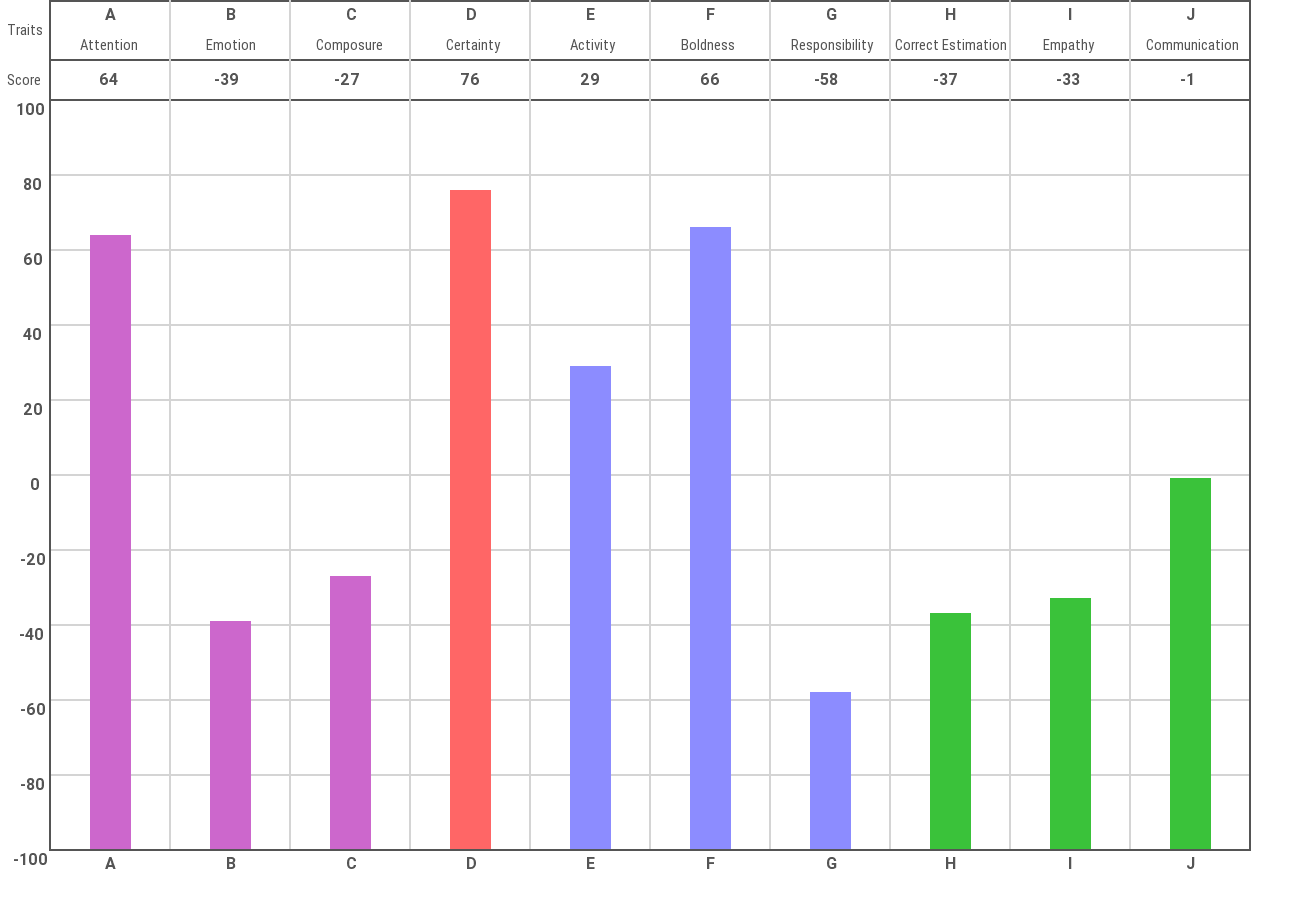 A B C D E F G H I J
Traits
Attention Emotion Composure Certainty Activity Boldness Responsibility Correct Estimation Empathy Communication
Score 64 -39 -27 76 29 66 -58 -37 -33 -1
100
80
60
40
20
0
-20
-40
-60
-80
-100
A B C D E F G H I J